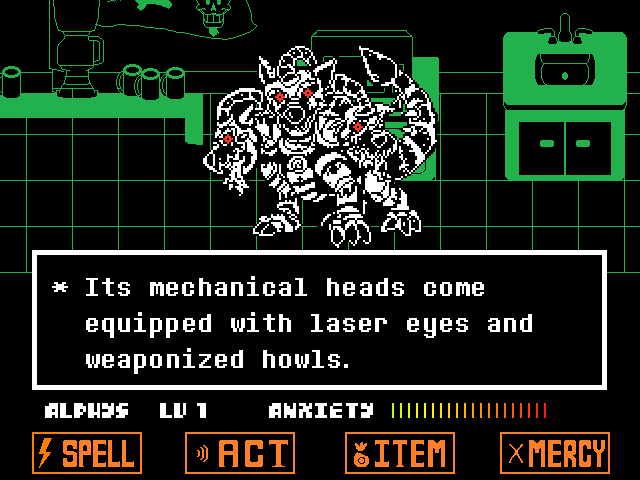 * Its mechanical heads come
equipped with laser eyes and
weaponized howls.
ALPHYS LV 1 ANXIETY
SPELL ACT ITEM MERCY